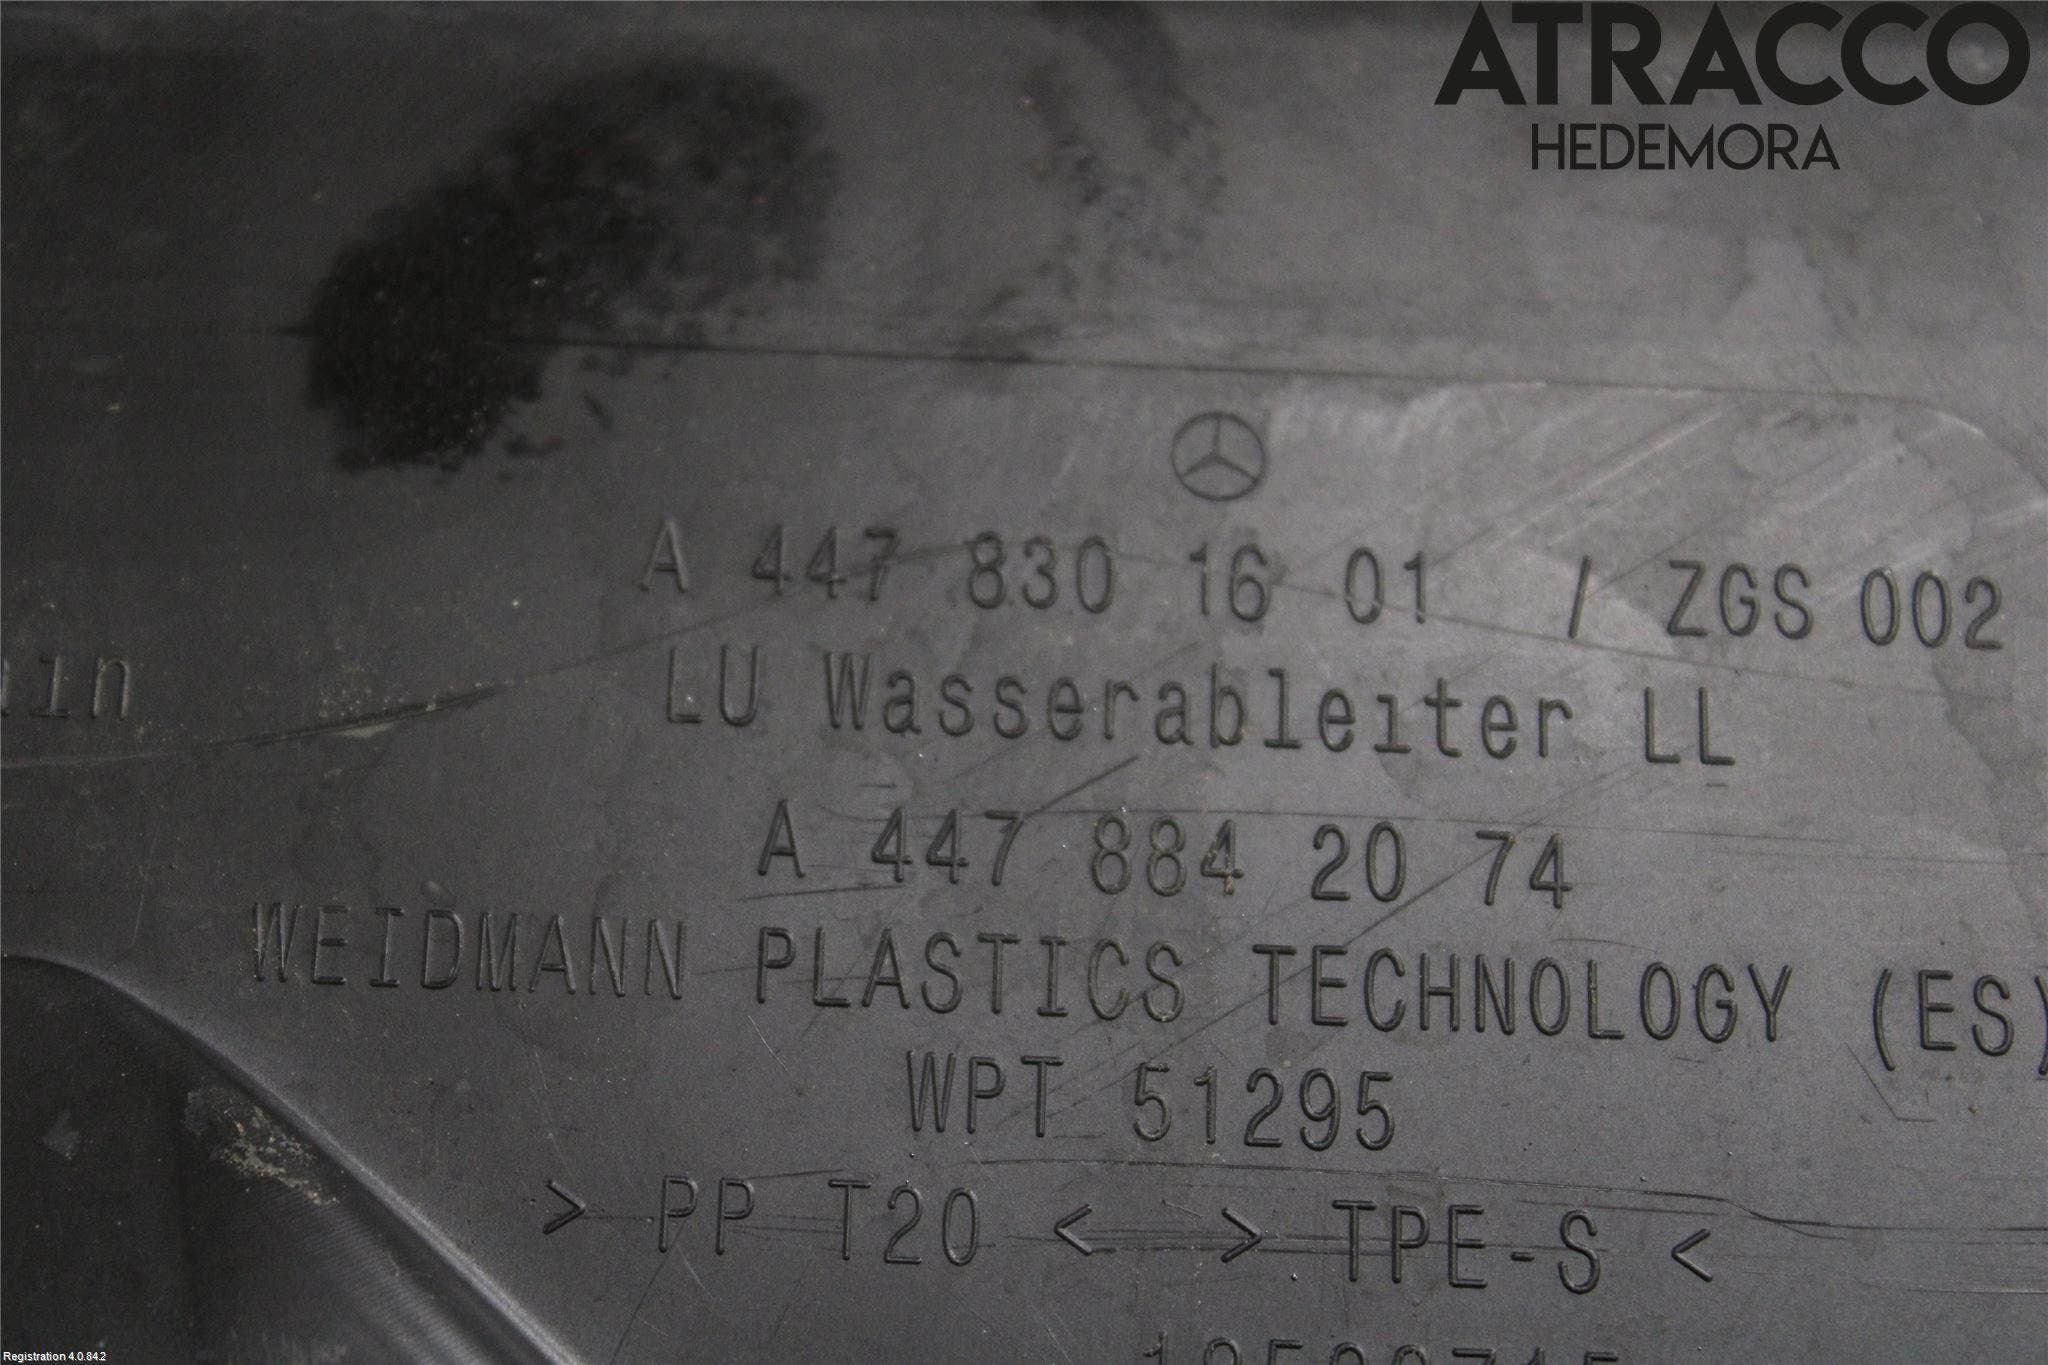 ATRACCO
HEDEMORA
A 447 830 16 01 / ZGS 002
LU Wasserableiter LL
A 447 884 20 74
WEIDMANN PLASTICS TECHNOLOGY (ES)
WPT 51295
> PP T20 < > TPE-S <
Registration 4.0.84.2